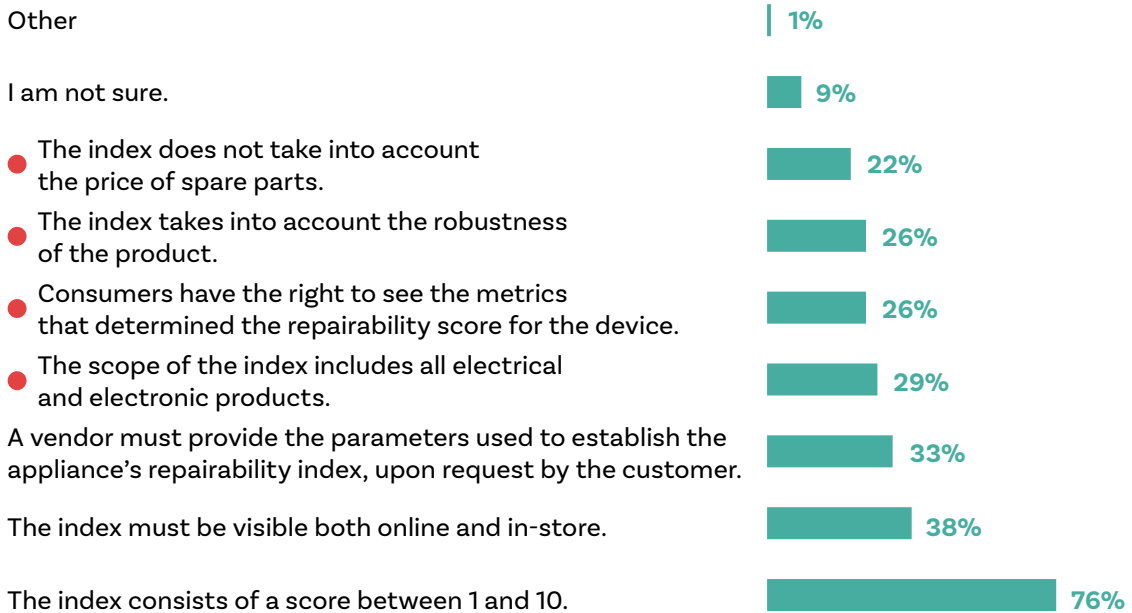 Other
1%
I am not sure.
9%
The index does not take into account
the price of spare parts.
22%
The index takes into account the robustness
of the product.
26%
Consumers have the right to see the metrics
that determined the repairability score for the device.
26%
The scope of the index includes all electrical
and electronic products.
29%
A vendor must provide the parameters used to establish the
appliance’s repairability index, upon request by the customer.
33%
The index must be visible both online and in-store.
38%
The index consists of a score between 1 and 10.
76%